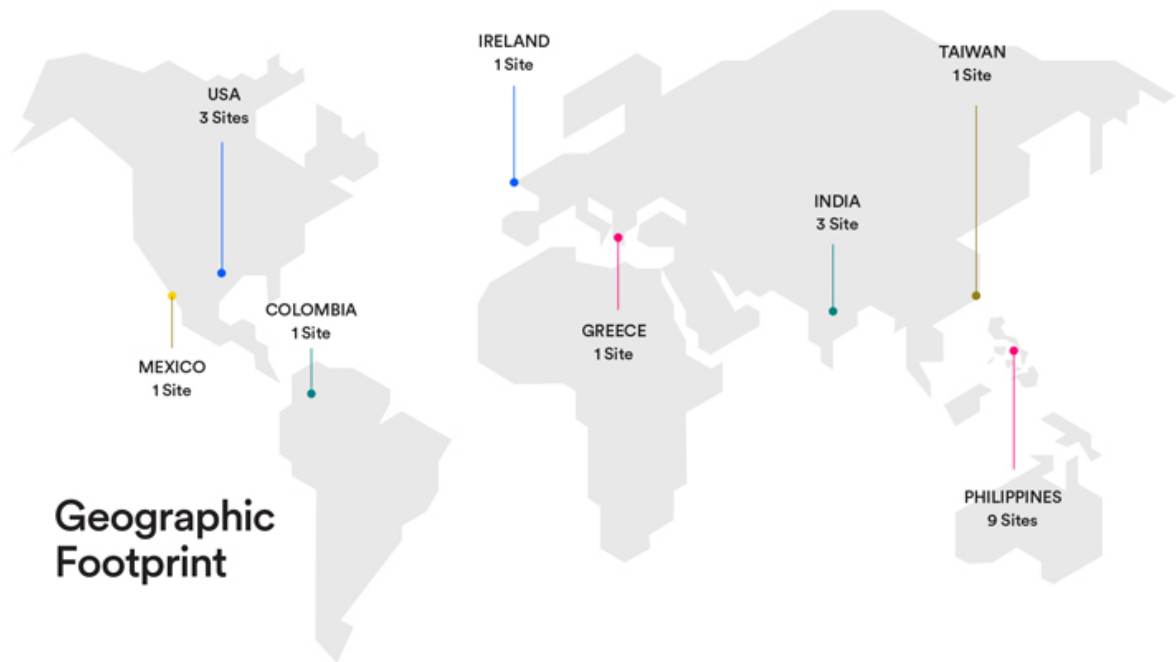 IRELAND
1 Site
TAIWAN
1 Site
USA
3 Sites
INDIA
3 Site
COLOMBIA
1 Site
GREECE
1 Site
MEXICO
1 Site
PHILIPPINES
9 Sites
Geographic
Footprint